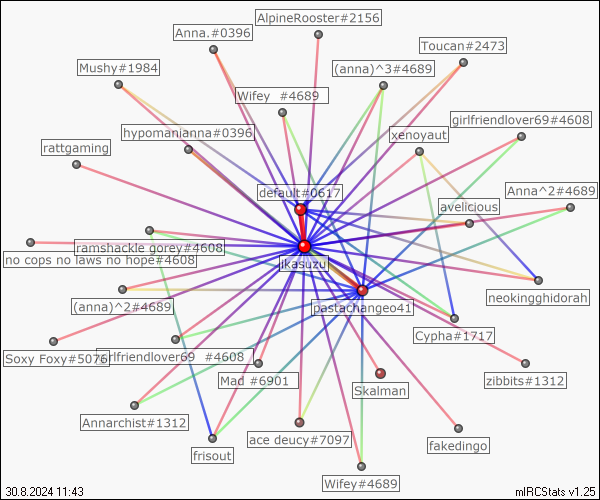 AlpineRooster#2156
Anna.#0396
Toucan#2473
Mushy#1984
(anna)^3#4689
Wifey #4689
girlfriendlover69#4608
hypomanianna#0396
xenoyaut
rattgaming
default#0617
Anna^2#4689
avelicious
ramshackle gorey#4608
no cops no laws no hope#4608
jkasuzu
neokingghidorah
(anna)^2#4689
pastachangeo41
Cypha#1717
Soxy Foxy#5076
girlfriendlover69 #4608
Mad #6901
Skalman
zibbits#1312
Annarchist#1312
ace deucy#7097
fakedingo
frisout
Wifey#4689
30.8.2024 11:43
mIRCStats v1.25